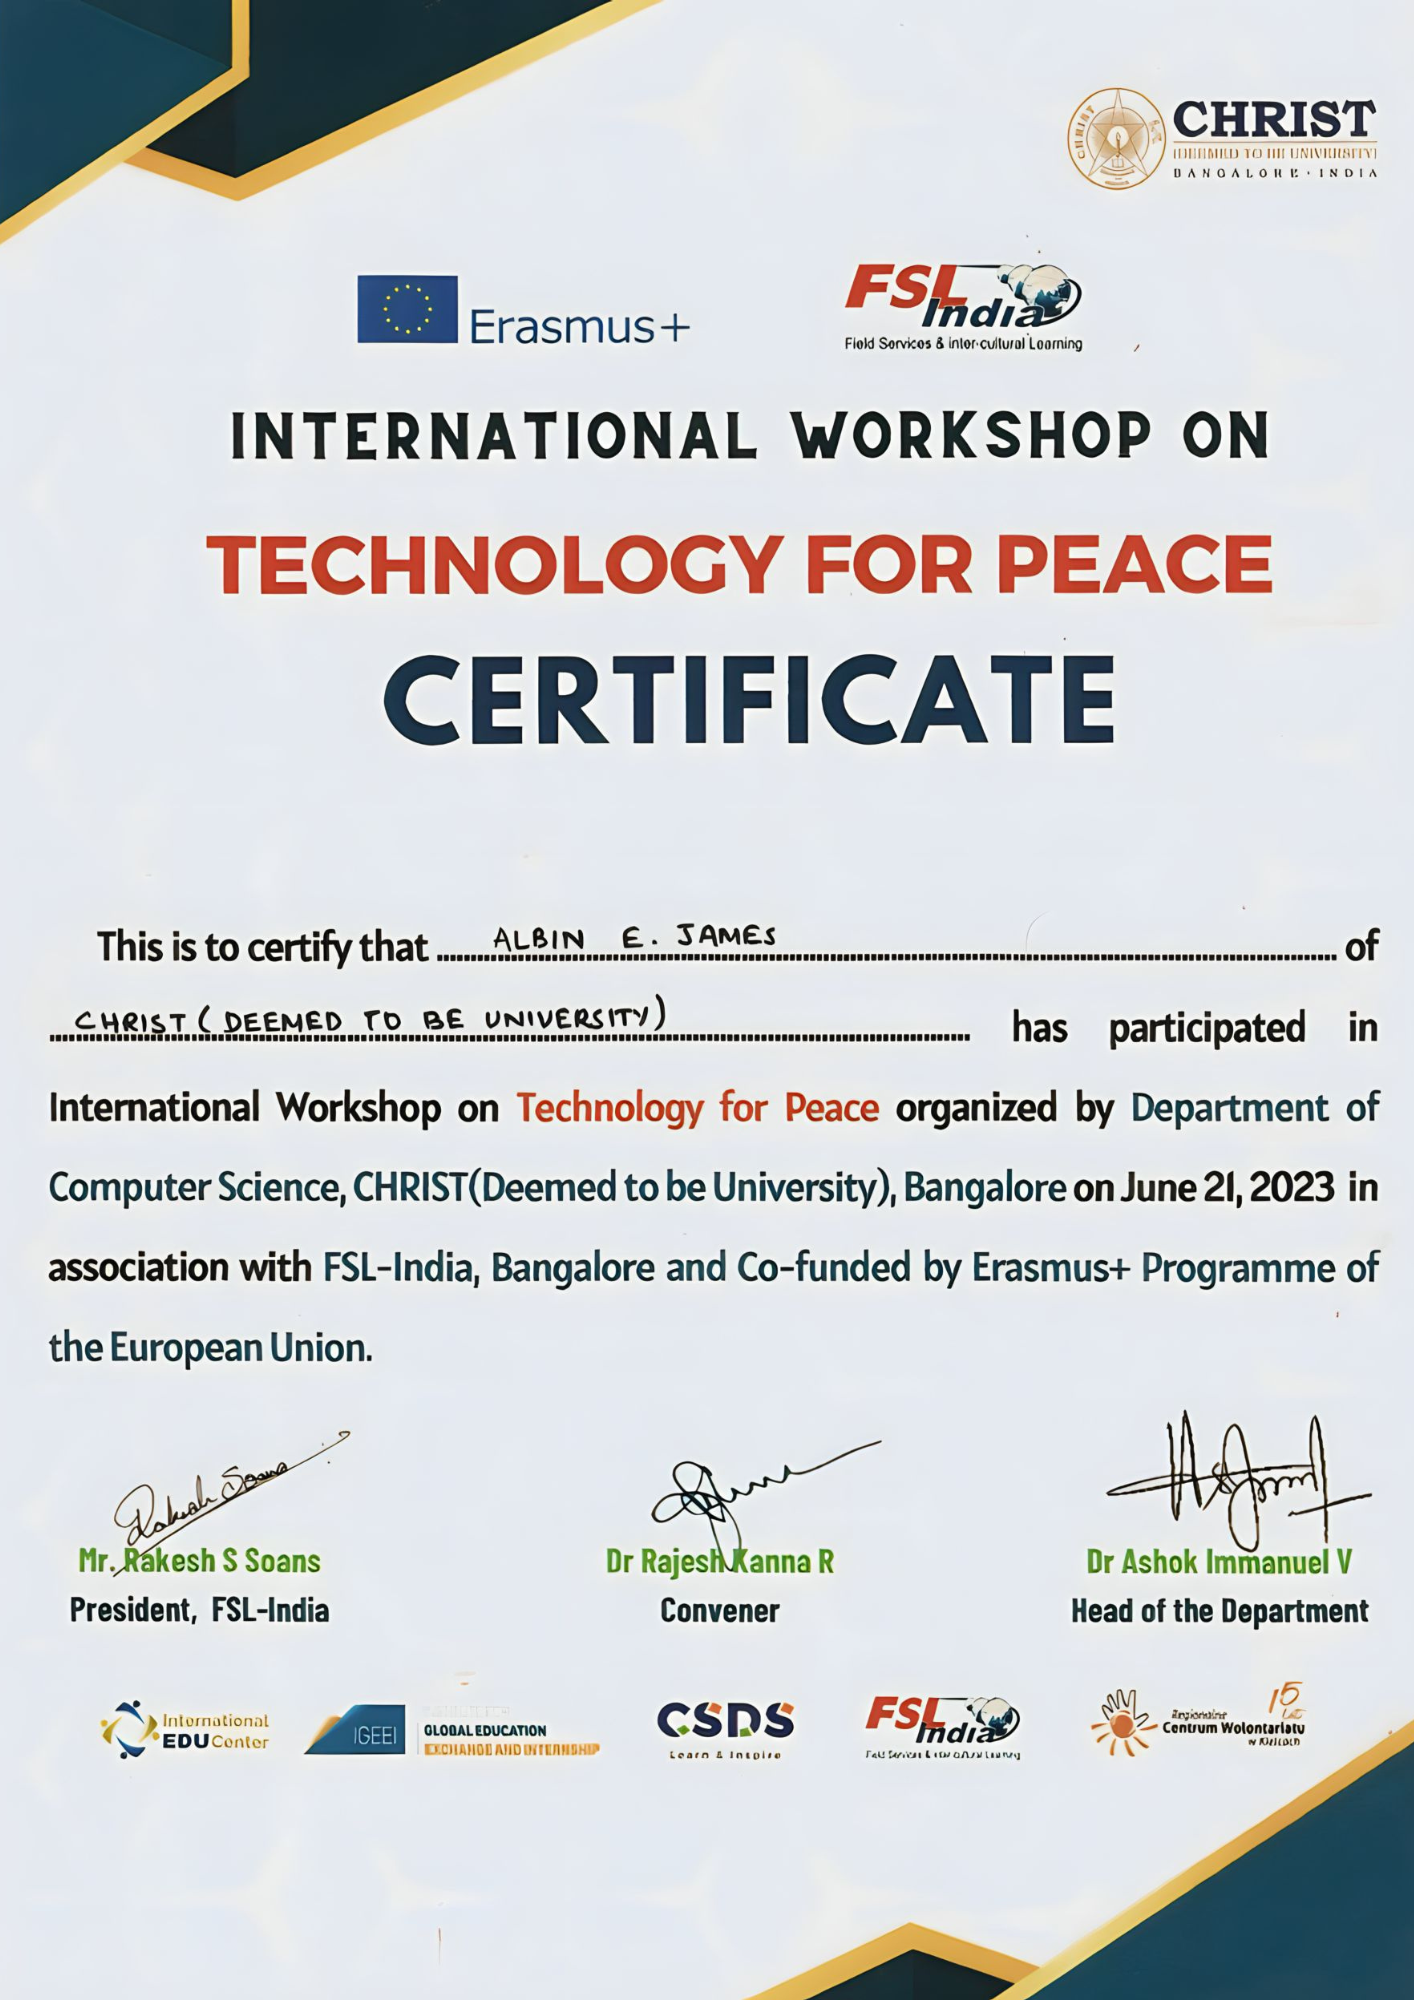 CHRIST
CHRIST
(DEEMED TO BE UNIVERSITY)
BANGALORE · INDIA
Erasmus+
FSL
India
Field Services & Inter-cultural Learning
INTERNATIONAL WORKSHOP ON
TECHNOLOGY FOR PEACE
CERTIFICATE
This is to certify that ALBIN E. JAMES of
CHRIST (DEEMED TO BE UNIVERSITY) has participated in
International Workshop on Technology for Peace organized by Department of
Computer Science, CHRIST(Deemed to be University), Bangalore on June 21, 2023 in
association with FSL-India, Bangalore and Co-funded by Erasmus+ Programme of
the European Union.
Rakesh Soans
Mr. Rakesh S Soans Dr Rajesh Kanna R Dr Ashok Immanuel V
President, FSL-India Convener Head of the Department
International
EDU Center
IGEEI
GLOBAL EDUCATION
EXCHANGE AND INTERNSHIP
CSDS
Learn & Inspire
FSL
India
Field Services & Inter-cultural Learning
15
Centrum Wolontariatu